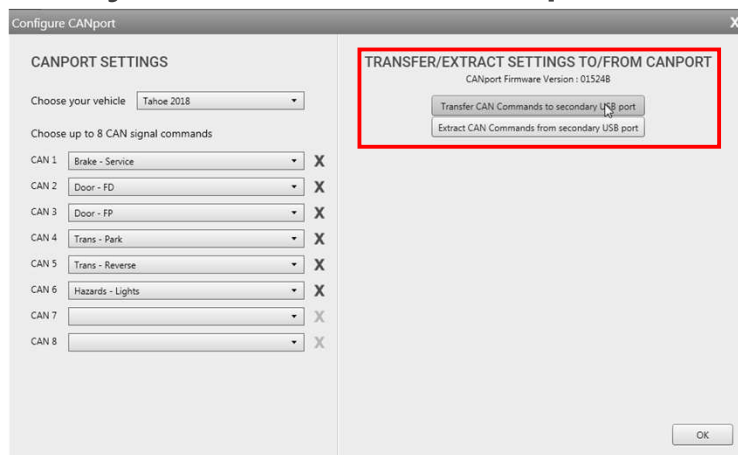 Configure CANport
X
CANPORT SETTINGS
Choose your vehicle Tahoe 2018
Choose up to 8 CAN signal commands
CAN 1 Brake - Service X
CAN 2 Door - FD X
CAN 3 Door - FP X
CAN 4 Trans - Park X
CAN 5 Trans - Reverse X
CAN 6 Hazards - Lights X
CAN 7 X
CAN 8 X
TRANSFER/EXTRACT SETTINGS TO/FROM CANPORT
CANport Firmware Version : 01524B
Transfer CAN Commands to secondary USB port
Extract CAN Commands from secondary USB port
OK